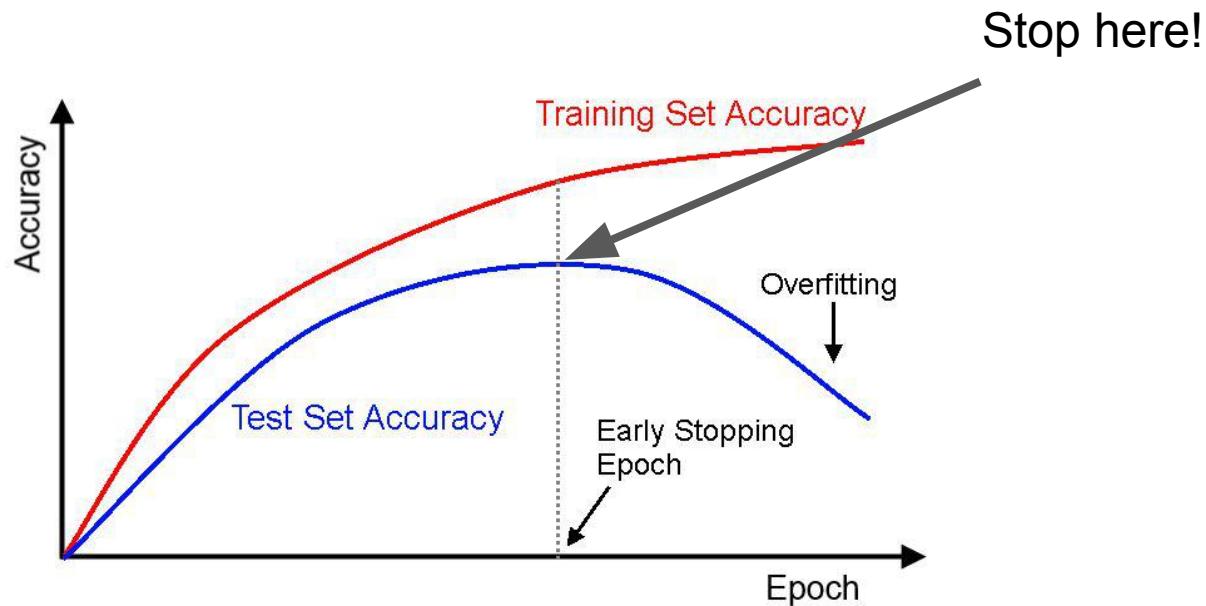 Stop here!
Training Set Accuracy
Accuracy
Overfitting
Test Set Accuracy
Early Stopping
Epoch
Epoch